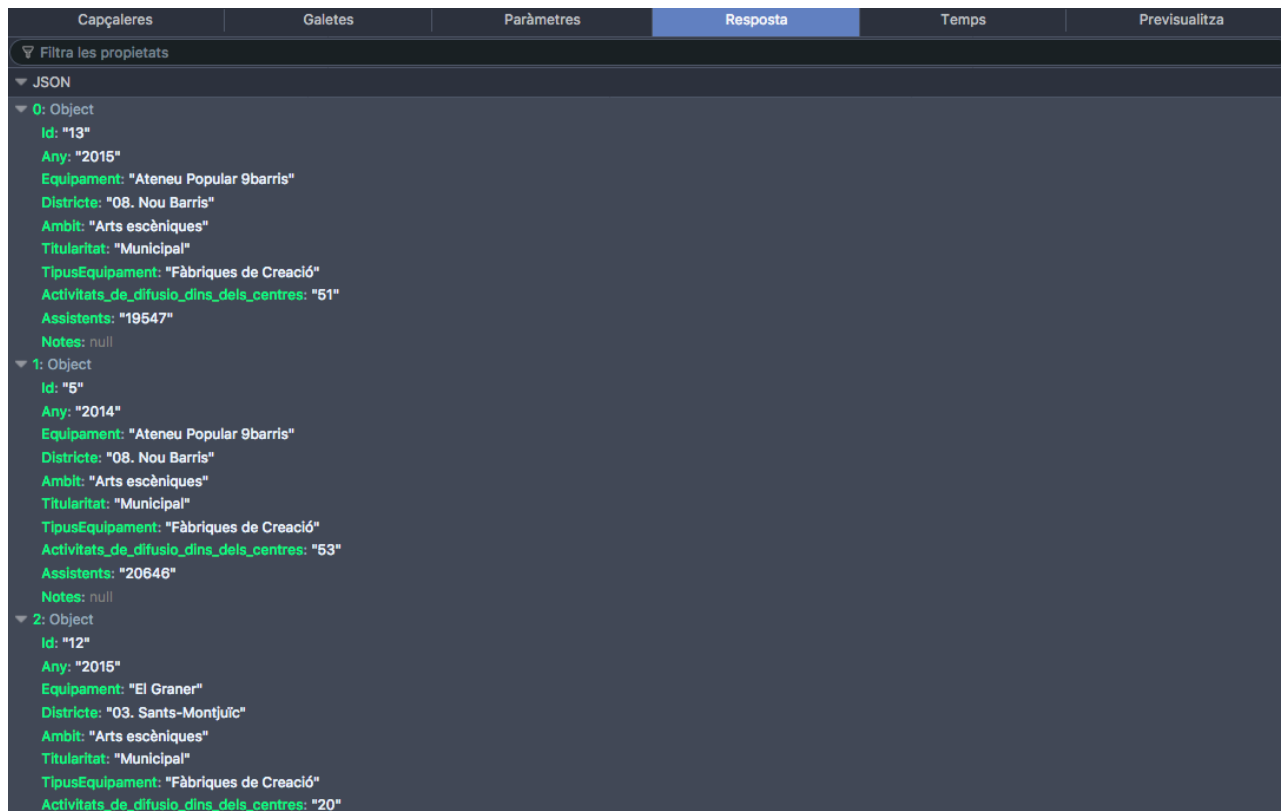 Capçaleres Galetes Paràmetres Resposta Temps Previsualitza
Filtra les propietats
JSON
0: Object
Id: "13"
Any: "2015"
Equipament: "Ateneu Popular 9barris"
Districte: "08. Nou Barris"
Ambit: "Arts escèniques"
Titularitat: "Municipal"
TipusEquipament: "Fàbriques de Creació"
Activitats_de_difusio_dins_dels_centres: "51"
Assistents: "19547"
Notes: null
1: Object
Id: "5"
Any: "2014"
Equipament: "Ateneu Popular 9barris"
Districte: "08. Nou Barris"
Ambit: "Arts escèniques"
Titularitat: "Municipal"
TipusEquipament: "Fàbriques de Creació"
Activitats_de_difusio_dins_dels_centres: "53"
Assistents: "20646"
Notes: null
2: Object
Id: "12"
Any: "2015"
Equipament: "El Graner"
Districte: "03. Sants-Montjuïc"
Ambit: "Arts escèniques"
Titularitat: "Municipal"
TipusEquipament: "Fàbriques de Creació"
Activitats_de_difusio_dins_dels_centres: "20"